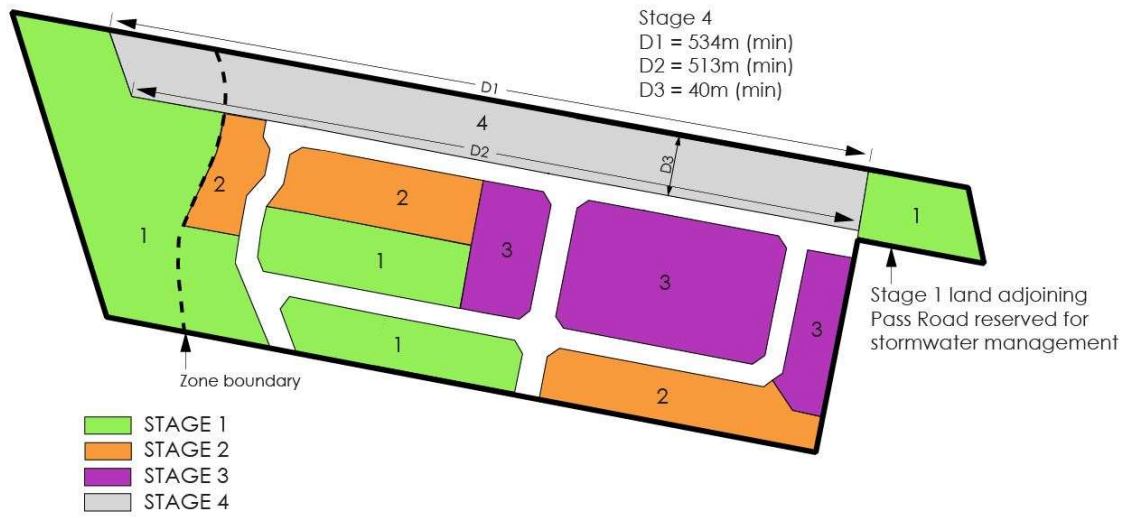 Stage 4
D1 = 534m (min)
D2 = 513m (min)
D3 = 40m (min)
D1
4
D2
D3
2
2
1
1
3
1
3
3
1
2
Stage 1 land adjoining
Pass Road reserved for
stormwater management
Zone boundary
STAGE 1
STAGE 2
STAGE 3
STAGE 4